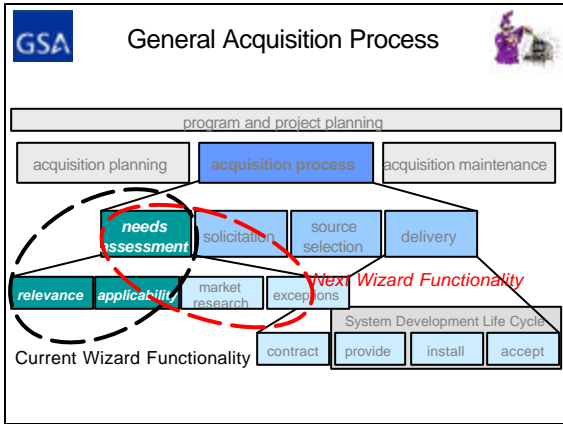 GSA
General Acquisition Process
program and project planning
acquisition planning
acquisition process
acquisition maintenance
needs
assessment
solicitation
source
selection
delivery
Next Wizard Functionality
relevance
applicability
market
research
exceptions
System Development Life Cycle
Current Wizard Functionality
contract
provide
install
accept